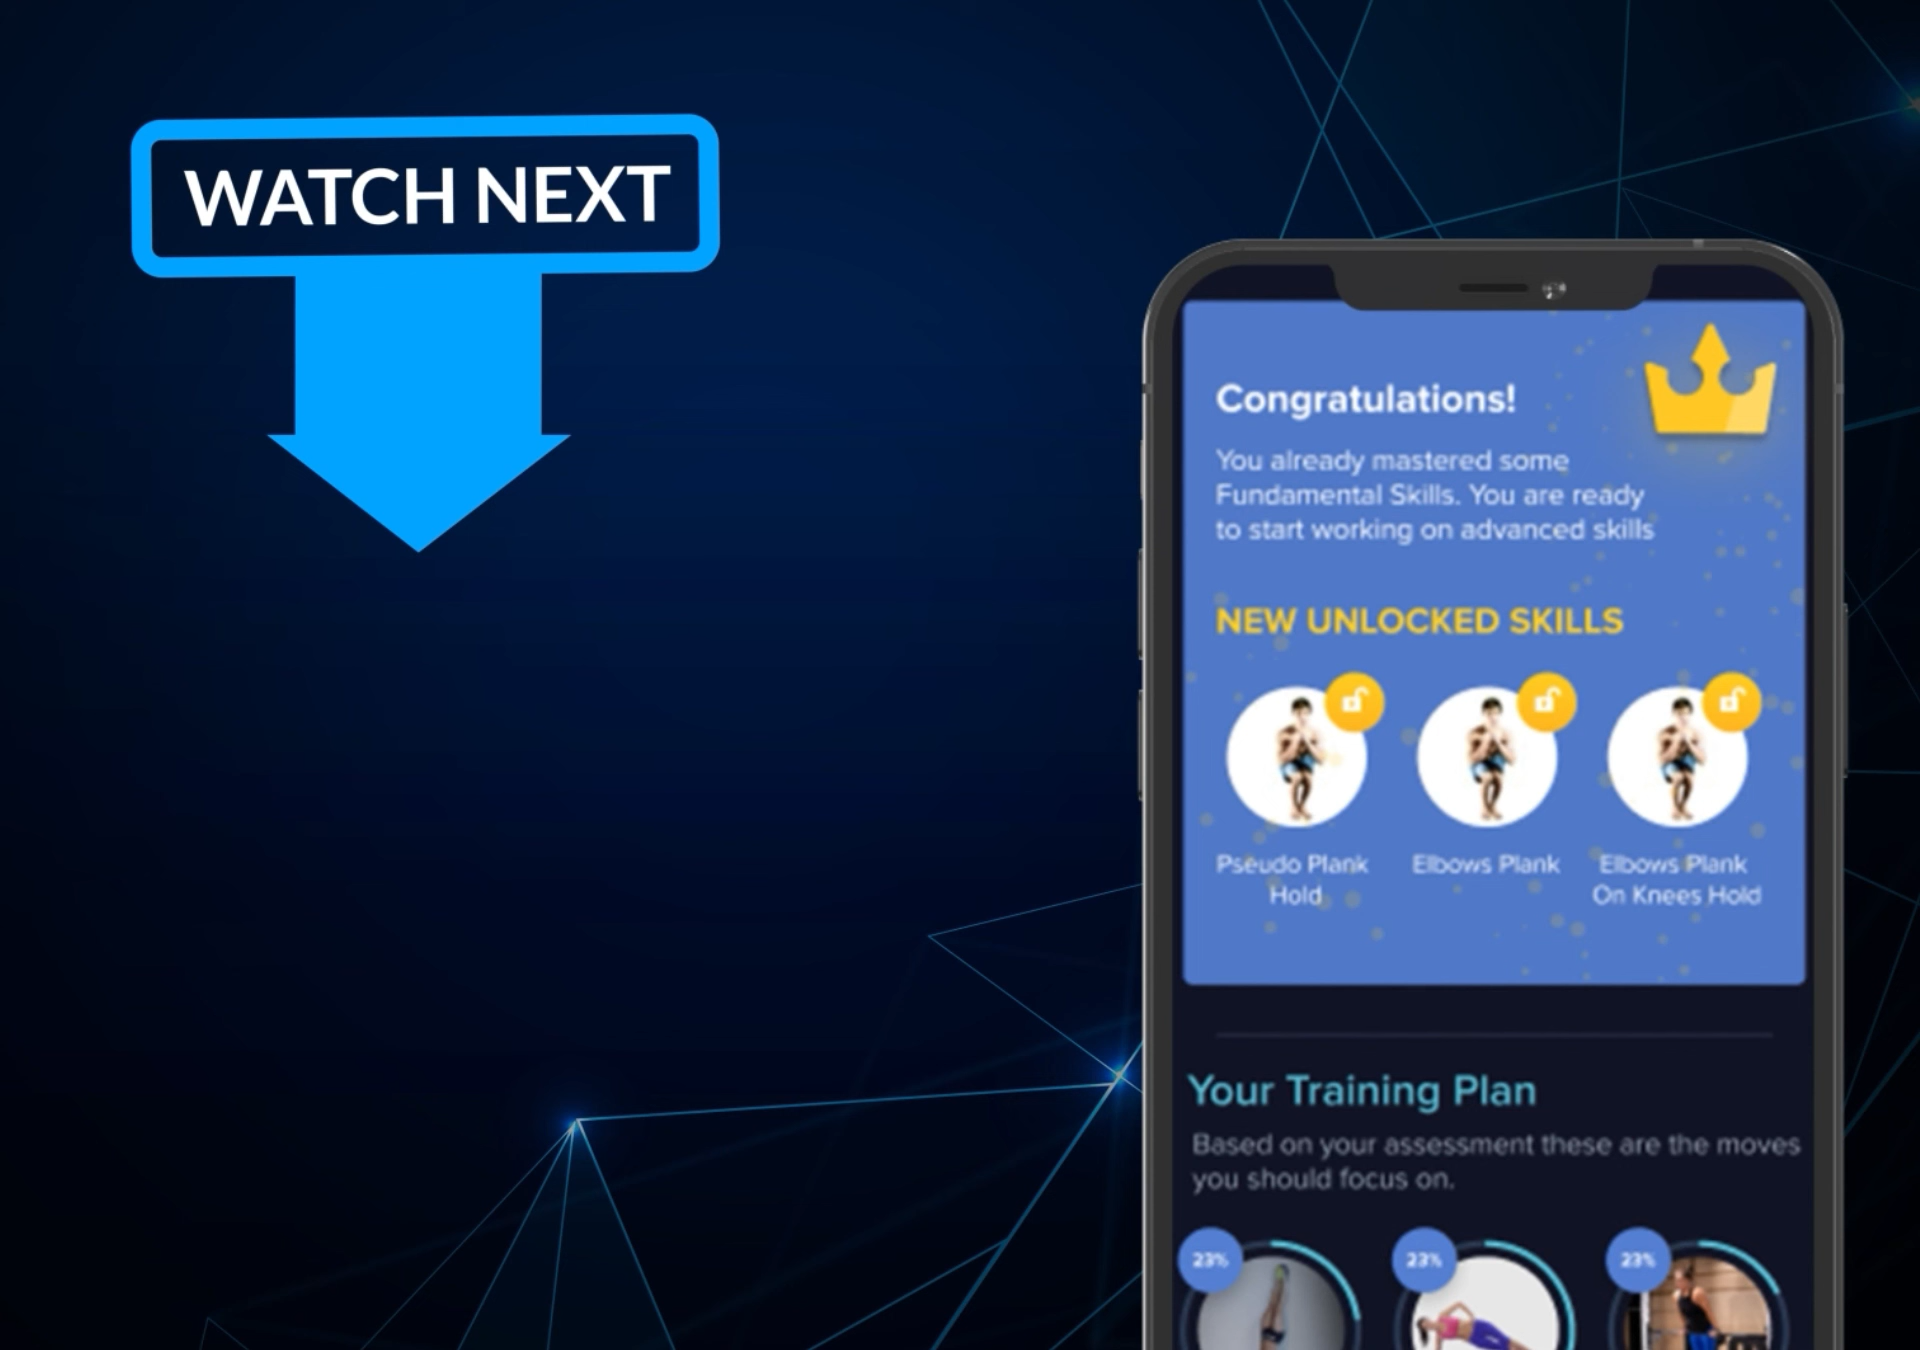 WATCH NEXT
Congratulations!
You already mastered some
Fundamental Skills. You are ready
to start working on advanced skills
NEW UNLOCKED SKILLS
Pseudo Plank
Hold
Elbows Plank
Elbows Plank
On Knees Hold
Your Training Plan
Based on your assessment these are the moves
you should focus on.
23%
23%
23%